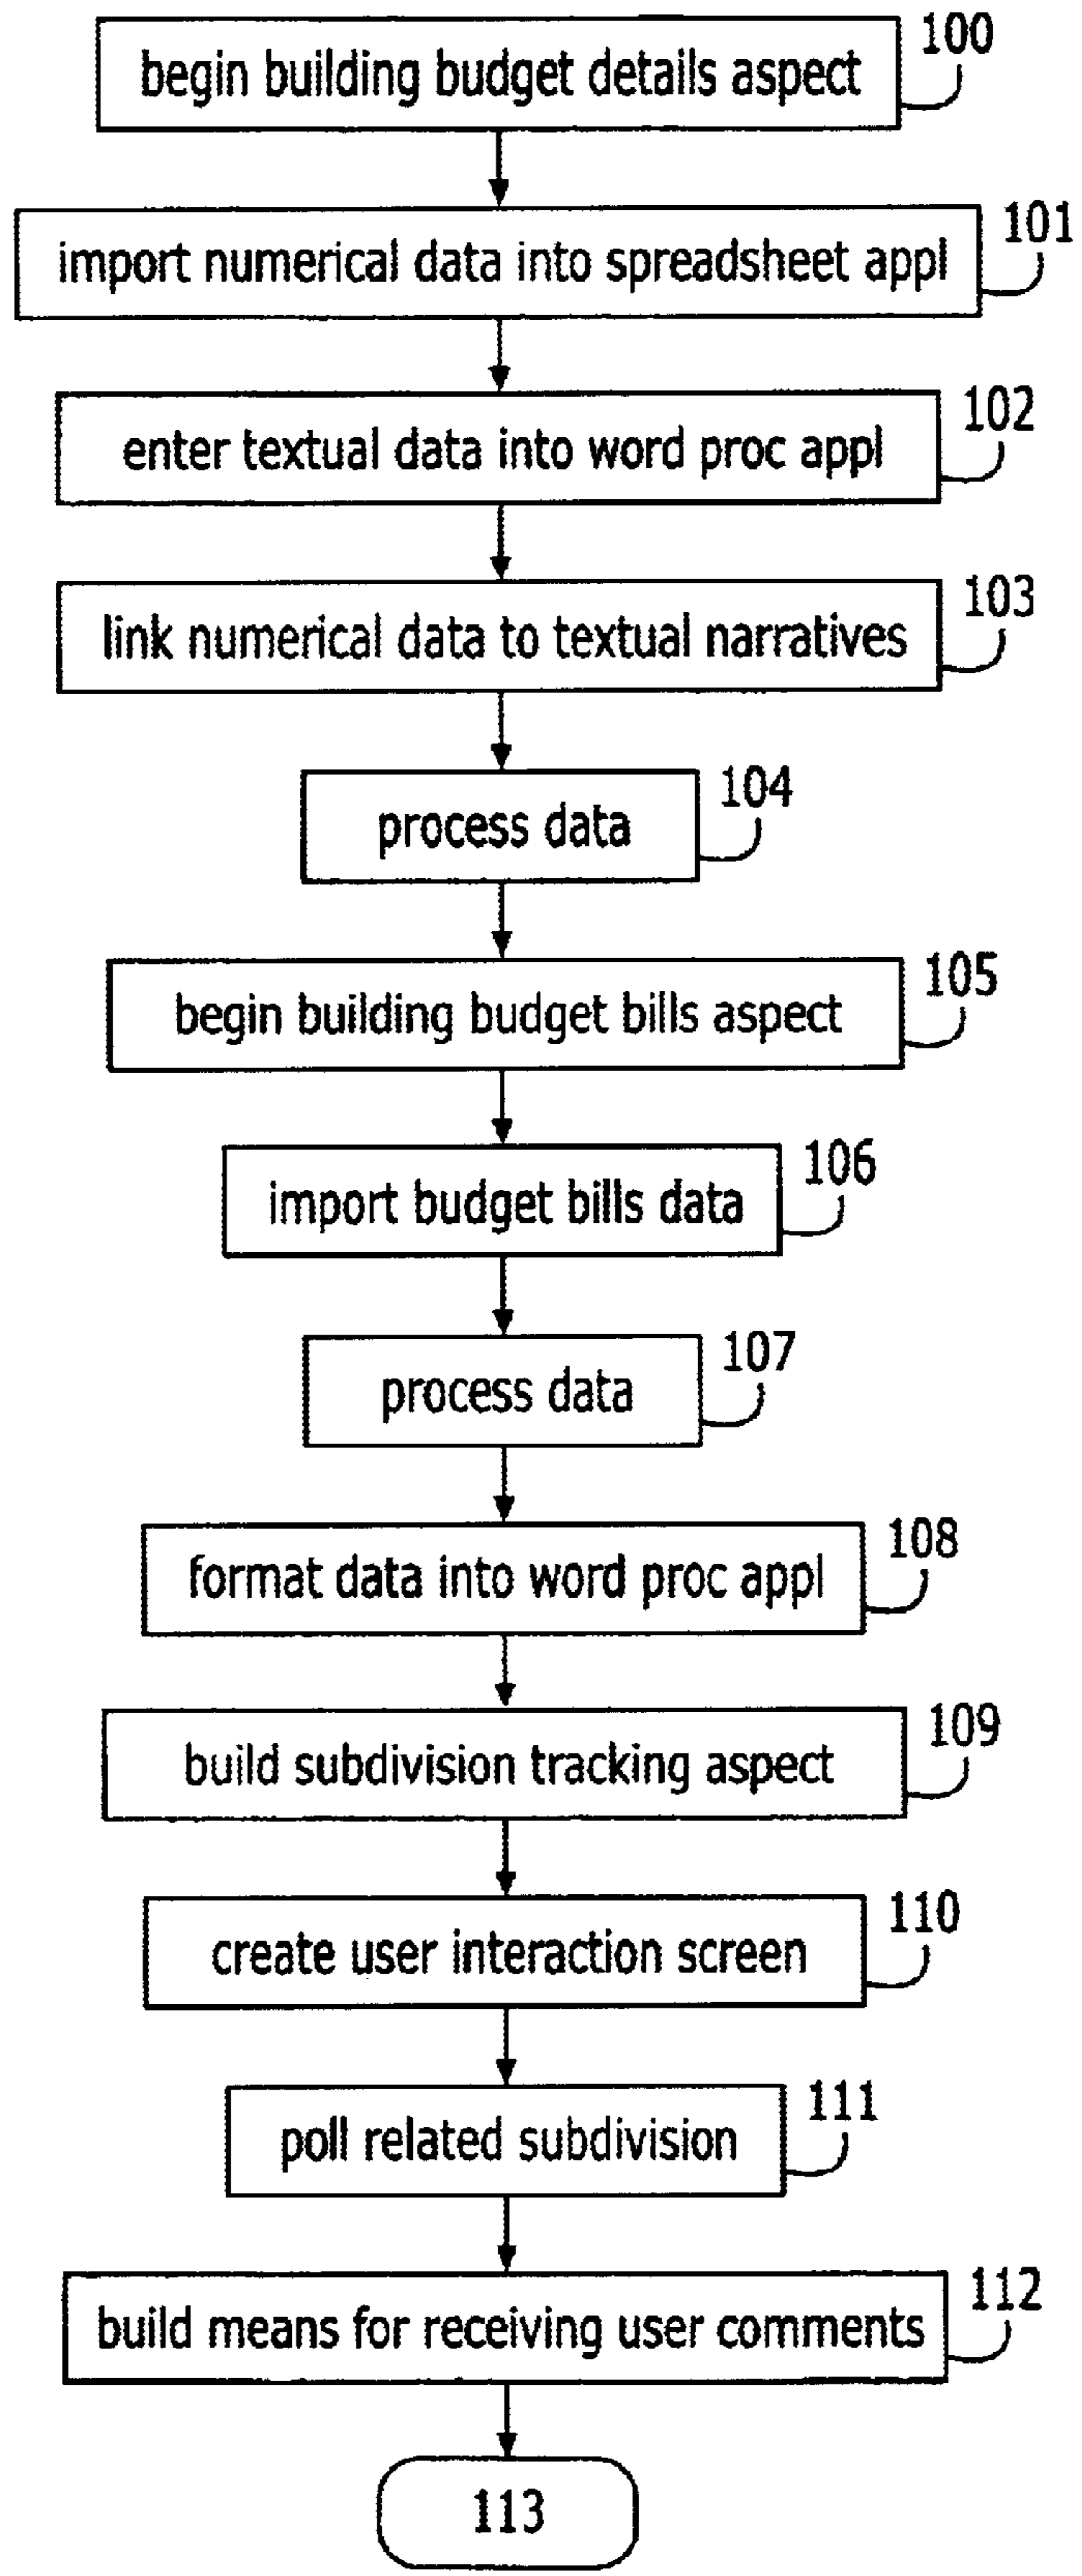 100
begin building budget details aspect
101
import numerical data into spreadsheet appl
102
enter textual data into word proc appl
103
link numerical data to textual narratives
104
process data
105
begin building budget bills aspect
106
import budget bills data
107
process data
108
format data into word proc appl
109
build subdivision tracking aspect
110
create user interaction screen
111
poll related subdivision
112
build means for receiving user comments
113